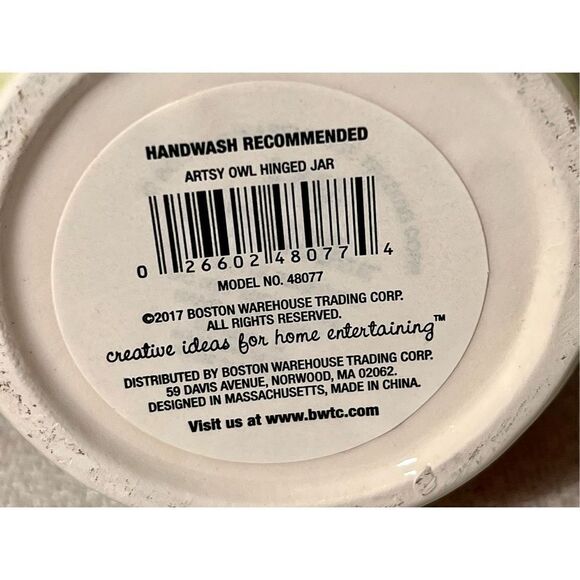 HANDWASH RECOMMENDED
ARTSY OWL HINGED JAR
0 26602 48077 4
MODEL NO. 48077
©2017 BOSTON WAREHOUSE TRADING CORP.
ALL RIGHTS RESERVED.
creative ideas for home entertaining™
DISTRIBUTED BY BOSTON WAREHOUSE TRADING CORP.
59 DAVIS AVENUE, NORWOOD, MA 02062.
DESIGNED IN MASSACHUSETTS, MADE IN CHINA.
Visit us at www.bwtc.com